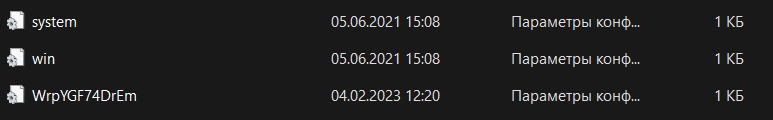 system 05.06.2021 15:08 Параметры конф... 1 КБ
win 05.06.2021 15:08 Параметры конф... 1 КБ
WrpYGF74DrEm 04.02.2023 12:20 Параметры конф... 1 КБ